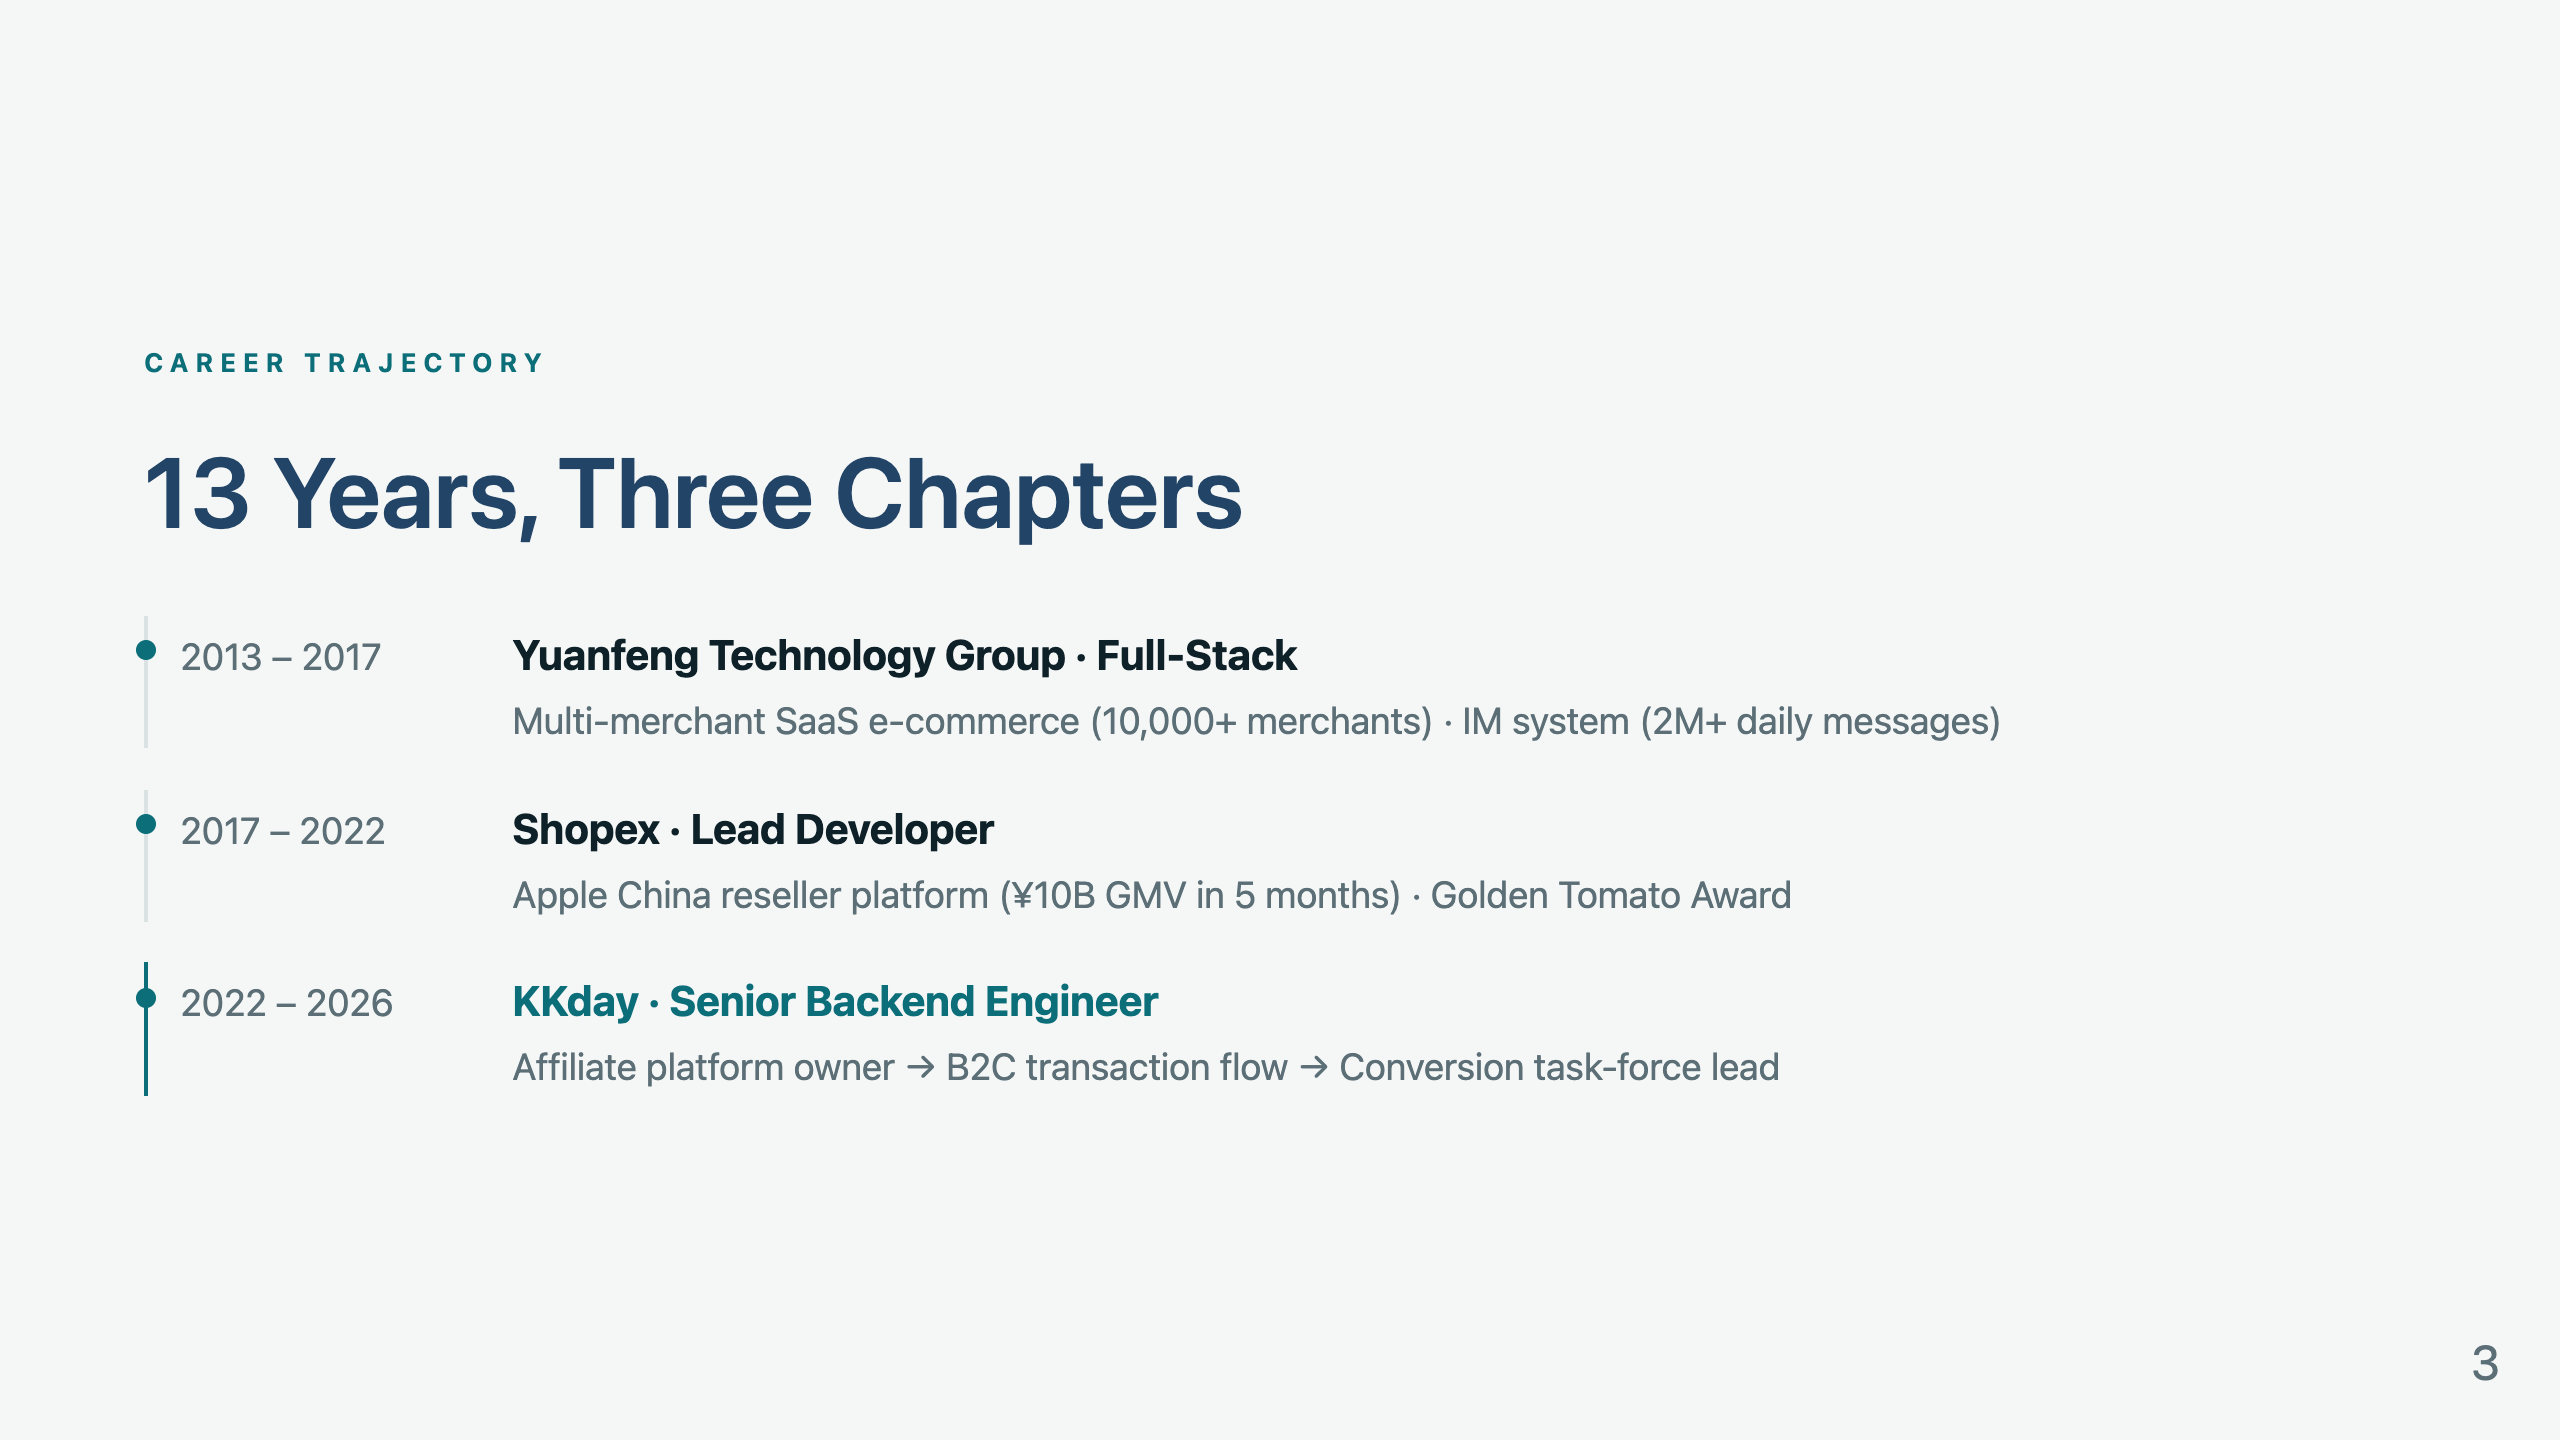 CAREER TRAJECTORY
13 Years, Three Chapters
2013 – 2017
Yuanfeng Technology Group · Full-Stack
Multi-merchant SaaS e-commerce (10,000+ merchants) · IM system (2M+ daily messages)
2017 – 2022
Shopex · Lead Developer
Apple China reseller platform (¥10B GMV in 5 months) · Golden Tomato Award
2022 – 2026
KKday · Senior Backend Engineer
Affiliate platform owner → B2C transaction flow → Conversion task-force lead
3